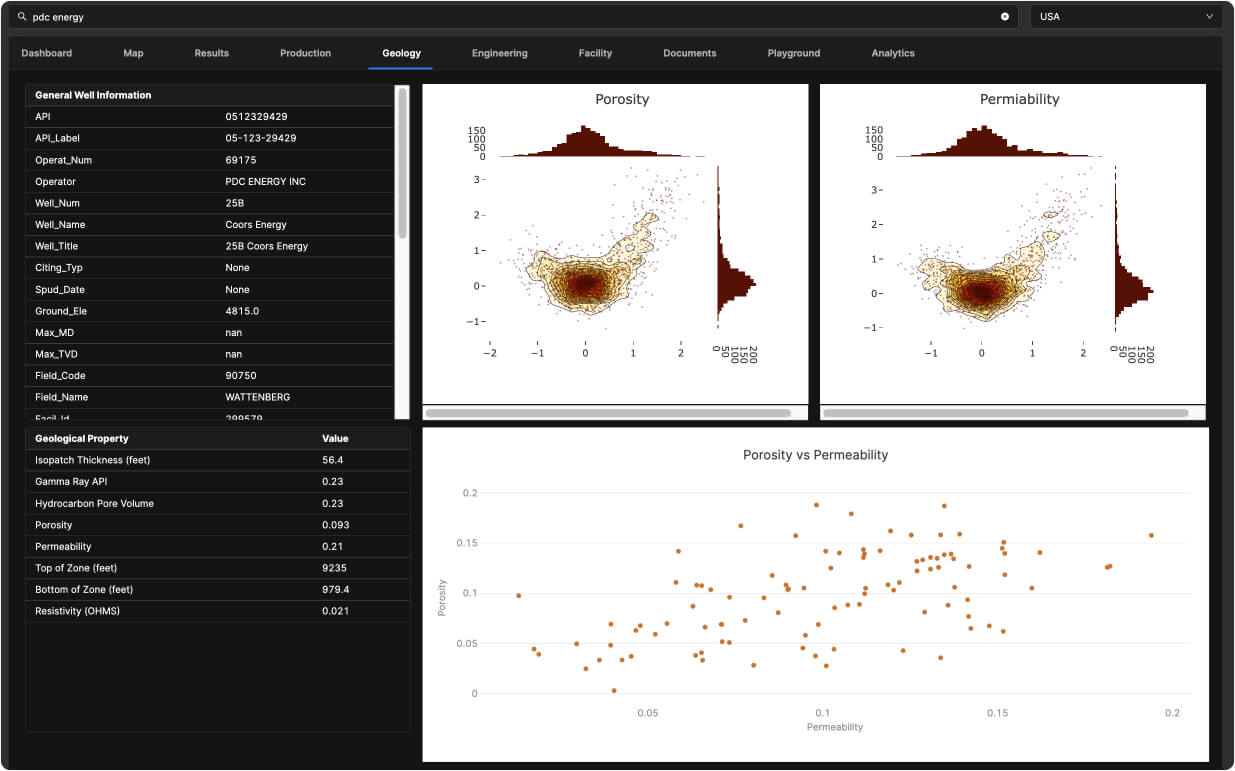 pdc energy
USA
Dashboard Map Results Production Geology Engineering Facility Documents Playground Analytics
General Well Information
API 0512329429
API_Label 05-123-29429
Operat_Num 69175
Operator PDC ENERGY INC
Well_Num 25B
Well_Name Coors Energy
Well_Title 25B Coors Energy
Citing_Typ None
Spud_Date None
Ground_Ele 4815.0
Max_MD nan
Max_TVD nan
Field_Code 90750
Field_Name WATTENBERG
Facil_Id 299579
Geological Property Value
Isopatch Thickness (feet) 56.4
Gamma Ray API 0.23
Hydrocarbon Pore Volume 0.23
Porosity 0.093
Permeability 0.21
Top of Zone (feet) 9235
Bottom of Zone (feet) 979.4
Resistivity (OHMS) 0.021
Porosity
150
100
50
0
3
2
1
0
−1
−2 −1 0 1 2
0 50 100 150 200
Permiability
150
100
50
0
3
2
1
0
−1
−1 0 1 2
0 50 100 150 200
Porosity vs Permeability
0.2
0.15
0.1
0.05
0
Porosity
0.05 0.1 0.15 0.2
Permeability